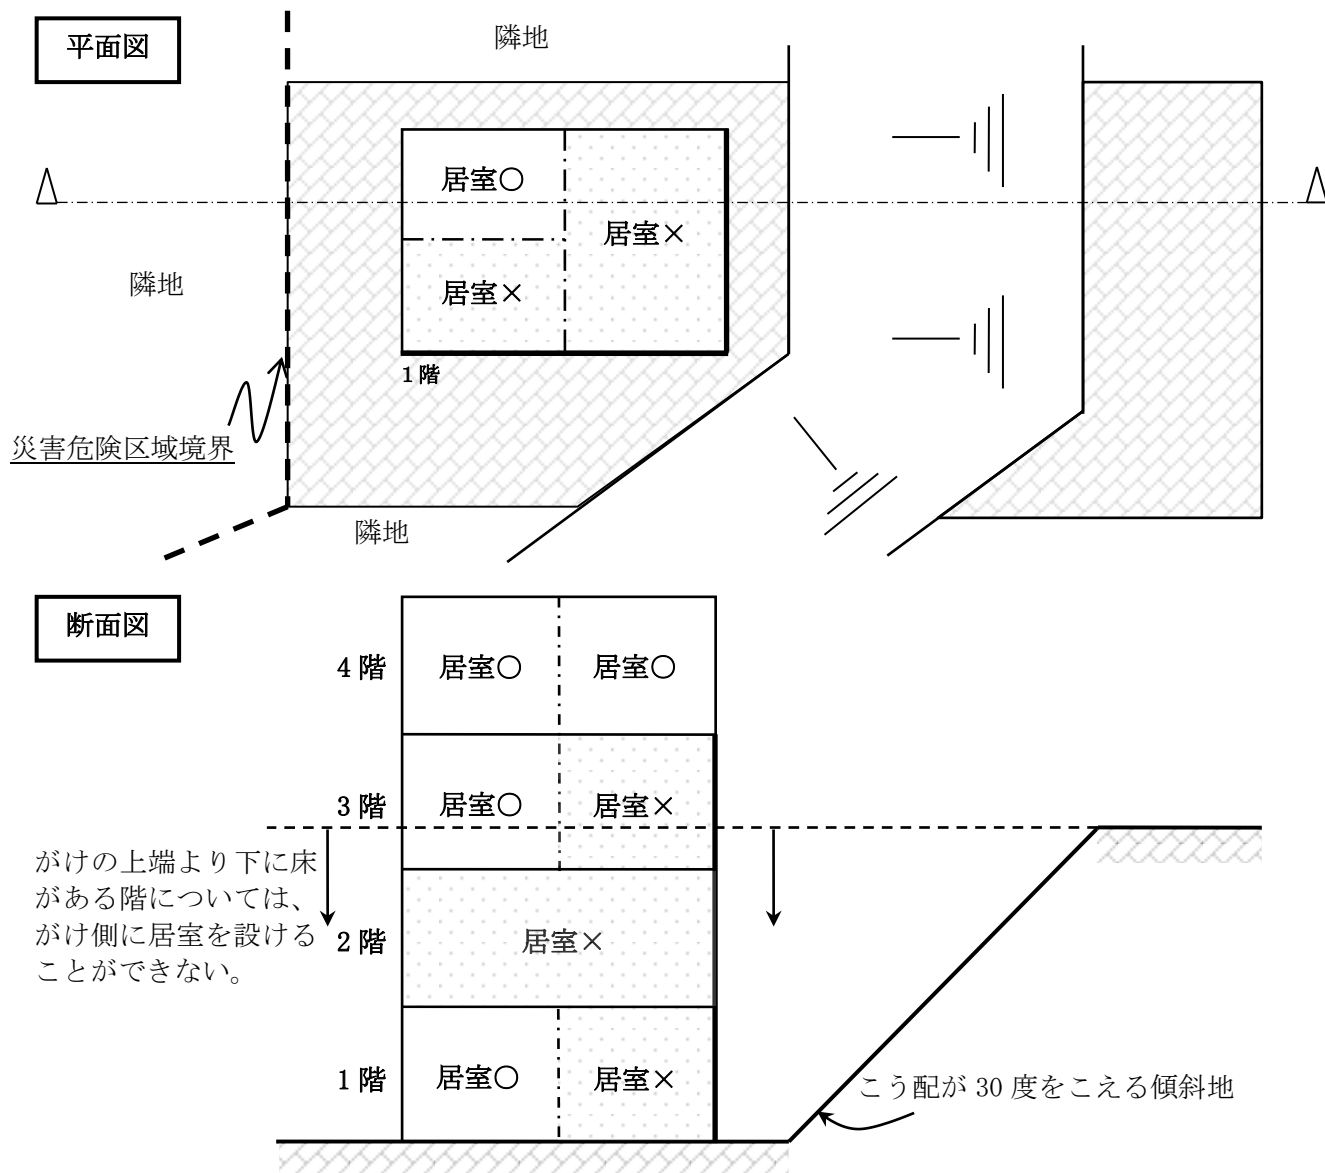 平面図
隣地
居室○
居室×
隣地
居室×
1階
災害危険区域境界
隣地
断面図
4階
居室○
居室○
3階
居室○
居室×
がけの上端より下に床
がある階については、
がけ側に居室を設ける
ことができない。
2階
居室×
1階
居室○
居室×
こう配が 30 度をこえる傾斜地